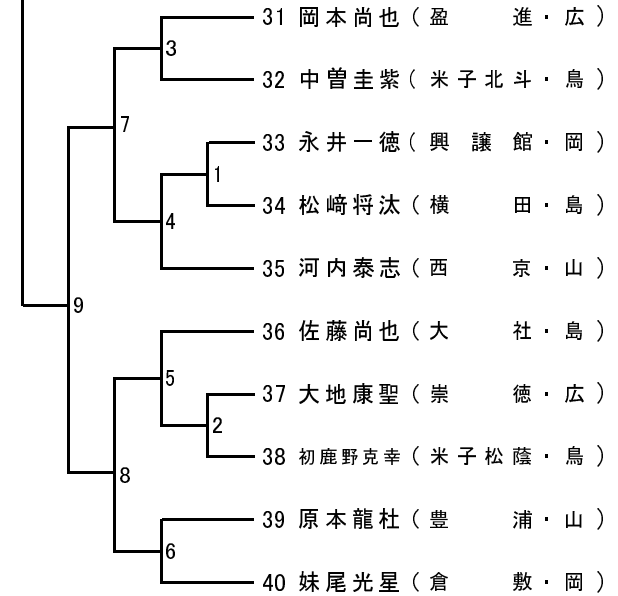 31 岡本尚也（盈 進・広）
3
32 中曽圭紫（米子北斗・鳥）
7
33 永井一徳（興譲館・岡）
1
34 松﨑将汰（横 田・島）
4
35 河内泰志（西 京・山）
9
36 佐藤尚也（大 社・島）
5
37 大地康聖（崇 徳・広）
2
38 初鹿野克幸（米子松蔭・鳥）
8
39 原本龍杜（豊 浦・山）
6
40 妹尾光星（倉 敷・岡）